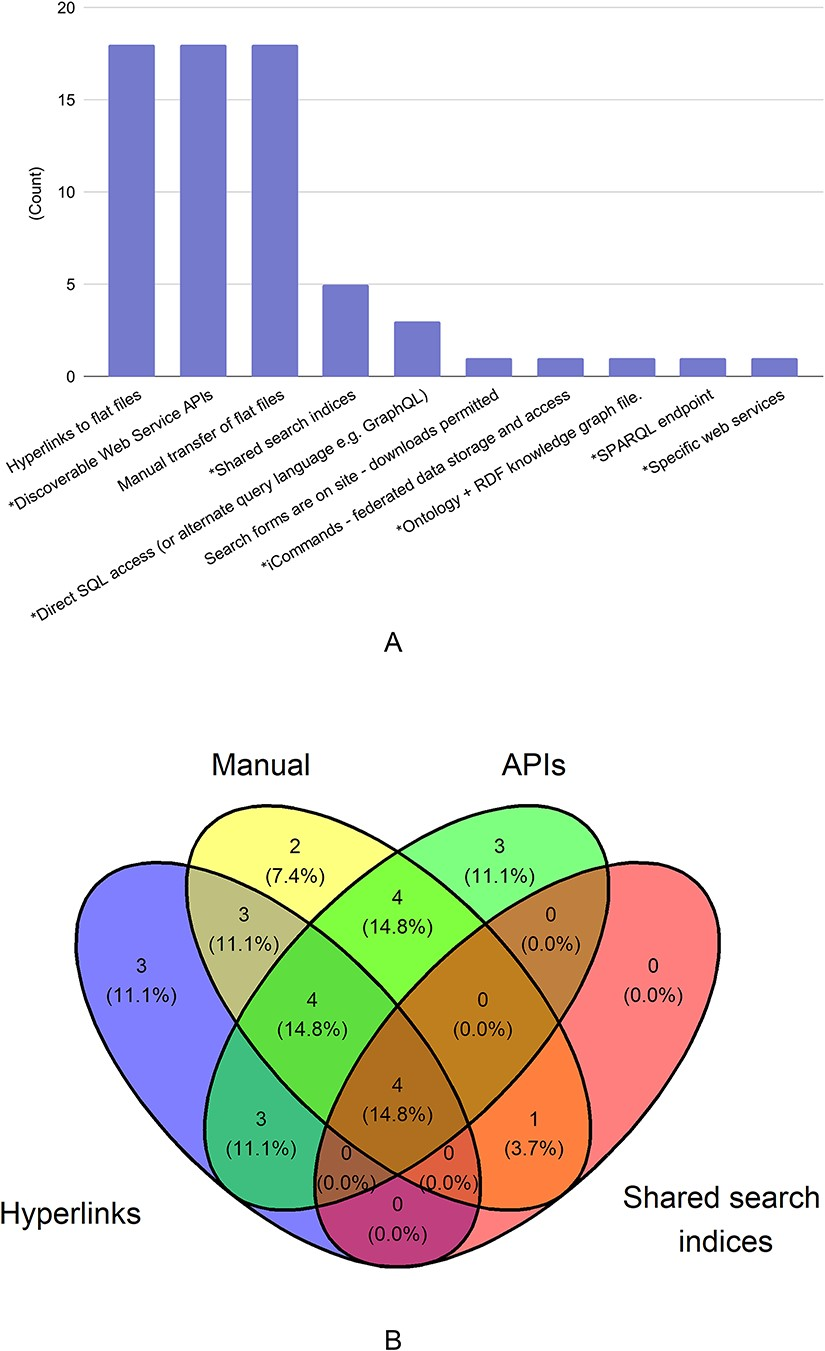 20
15
10
5
0
(Count)
Hyperlinks to flat files
*Discoverable Web Service APIs
Manual transfer of flat files
*Shared search indices
*Direct SQL access (or alternate query language e.g. GraphQL)
Search forms are on site - downloads permitted
*iCommands - federated data storage and access
*Ontology + RDF knowledge graph file.
*SPARQL endpoint
*Specific web services
A
Manual
APIs
2
(7.4%)
3
(11.1%)
4
(14.8%)
3
(11.1%)
0
(0.0%)
3
(11.1%)
0
(0.0%)
4
(14.8%)
0
(0.0%)
4
(14.8%)
3
(11.1%)
1
(3.7%)
0
(0.0%)
0
(0.0%)
0
(0.0%)
Hyperlinks
Shared search
indices
B